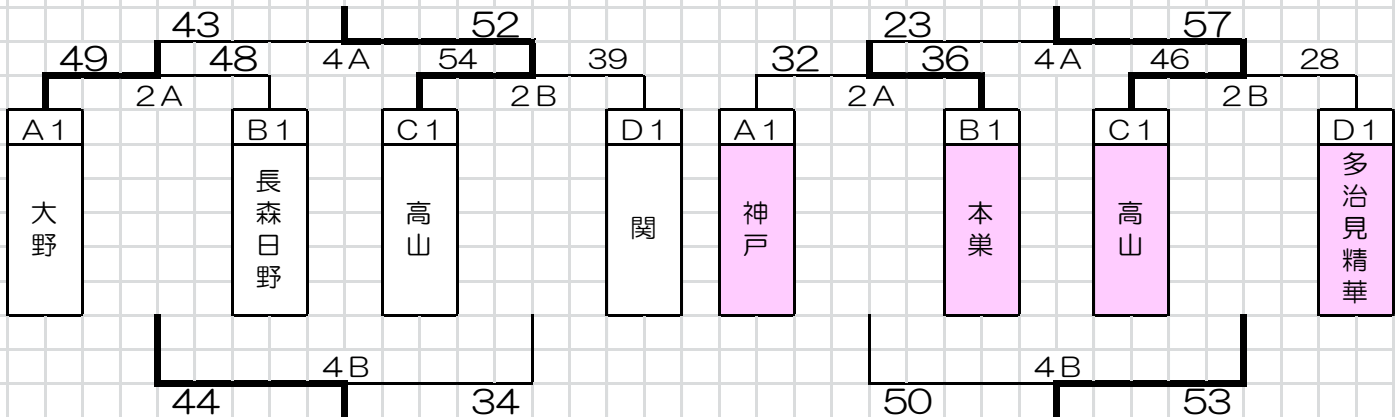 43 52 23 57
49 48 4A 54 39 32 36 4A 46 28
2A 2B 2A 2B
A1 B1 C1 D1 A1 B1 C1 D1
大野
長森日野
高山
関
神戸
本巣
高山
多治見精華
4B 4B
44 34 50 53